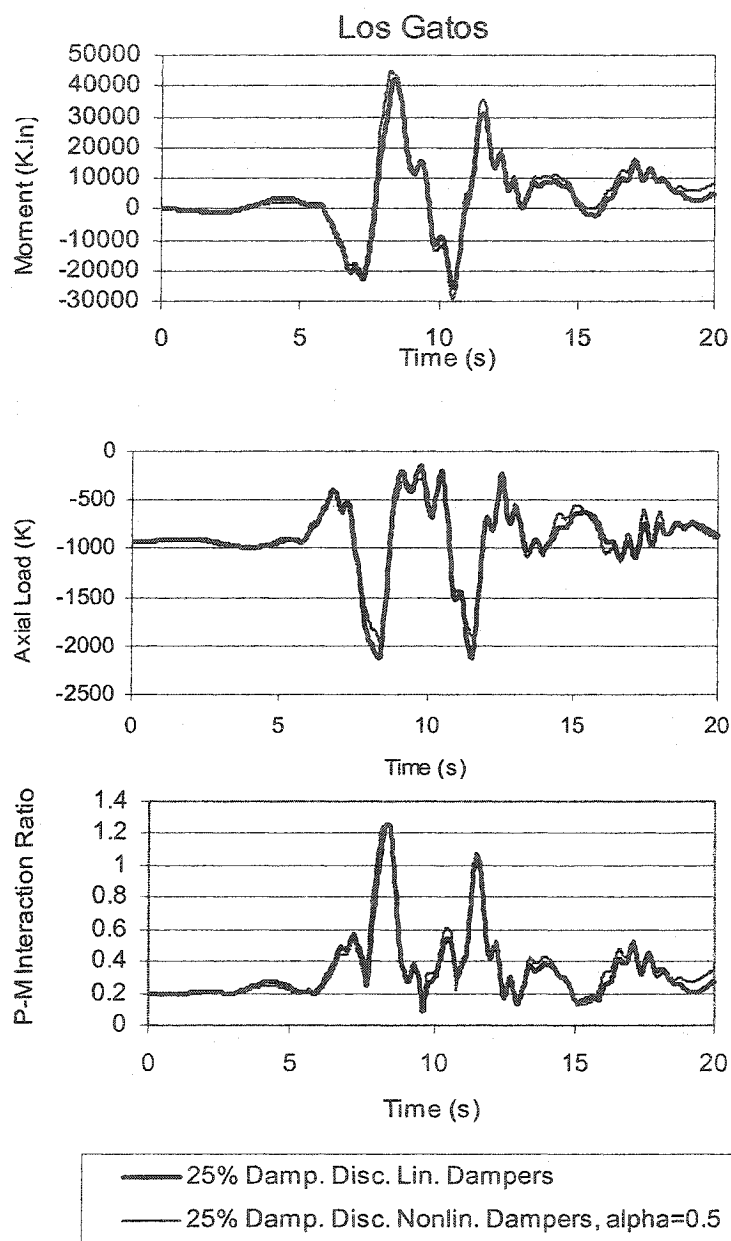 Los Gatos
50000
40000
30000
20000
10000
0
-10000
-20000
-30000
Moment (K.in)
0 5 10 15 20
Time (s)
0
-500
-1000
-1500
-2000
-2500
Axial Load (K)
0 5 10 15 20
Time (s)
1.4
1.2
1
0.8
0.6
0.4
0.2
0
P-M Interaction Ratio
0 5 10 15 20
Time (s)
25% Damp. Disc. Lin. Dampers
25% Damp. Disc. Nonlin. Dampers, alpha=0.5